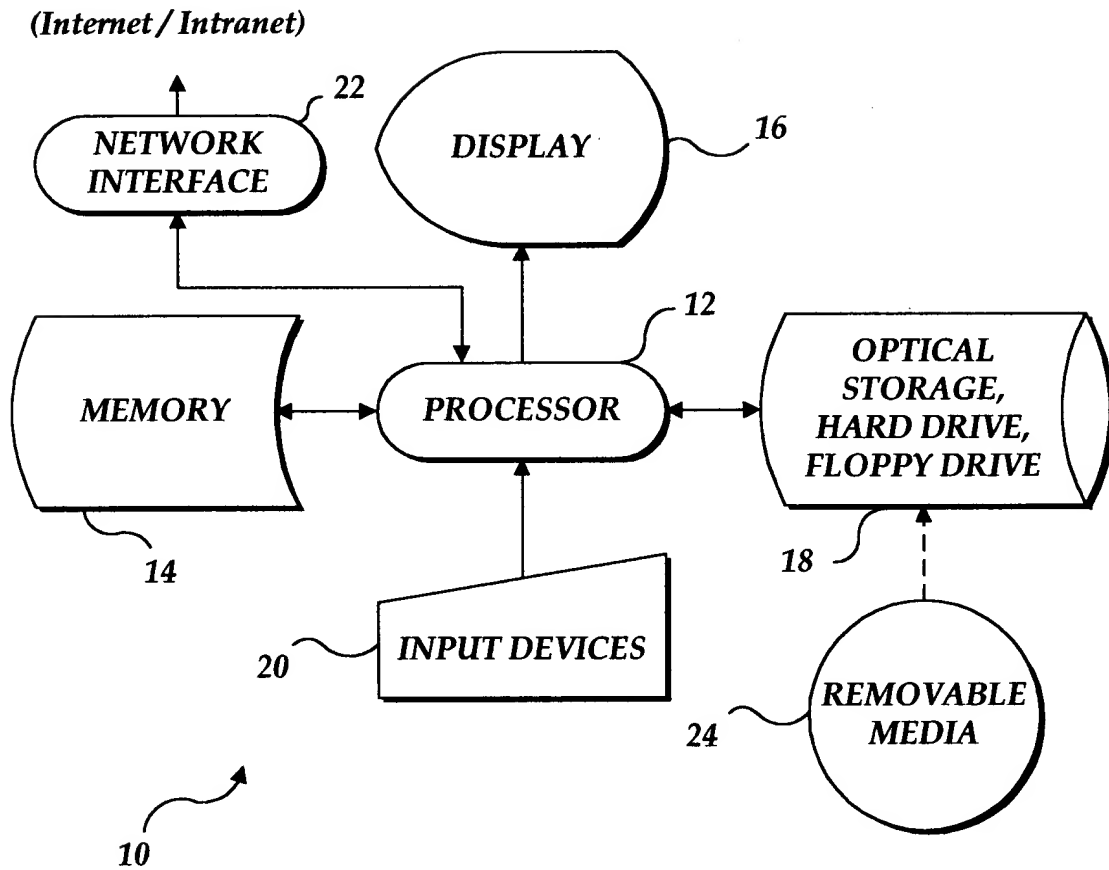 (Internet / Intranet)
22
NETWORK
INTERFACE
DISPLAY
16
12
MEMORY
PROCESSOR
OPTICAL
STORAGE,
HARD DRIVE,
FLOPPY DRIVE
14
18
20
INPUT DEVICES
24
REMOVABLE
MEDIA
10